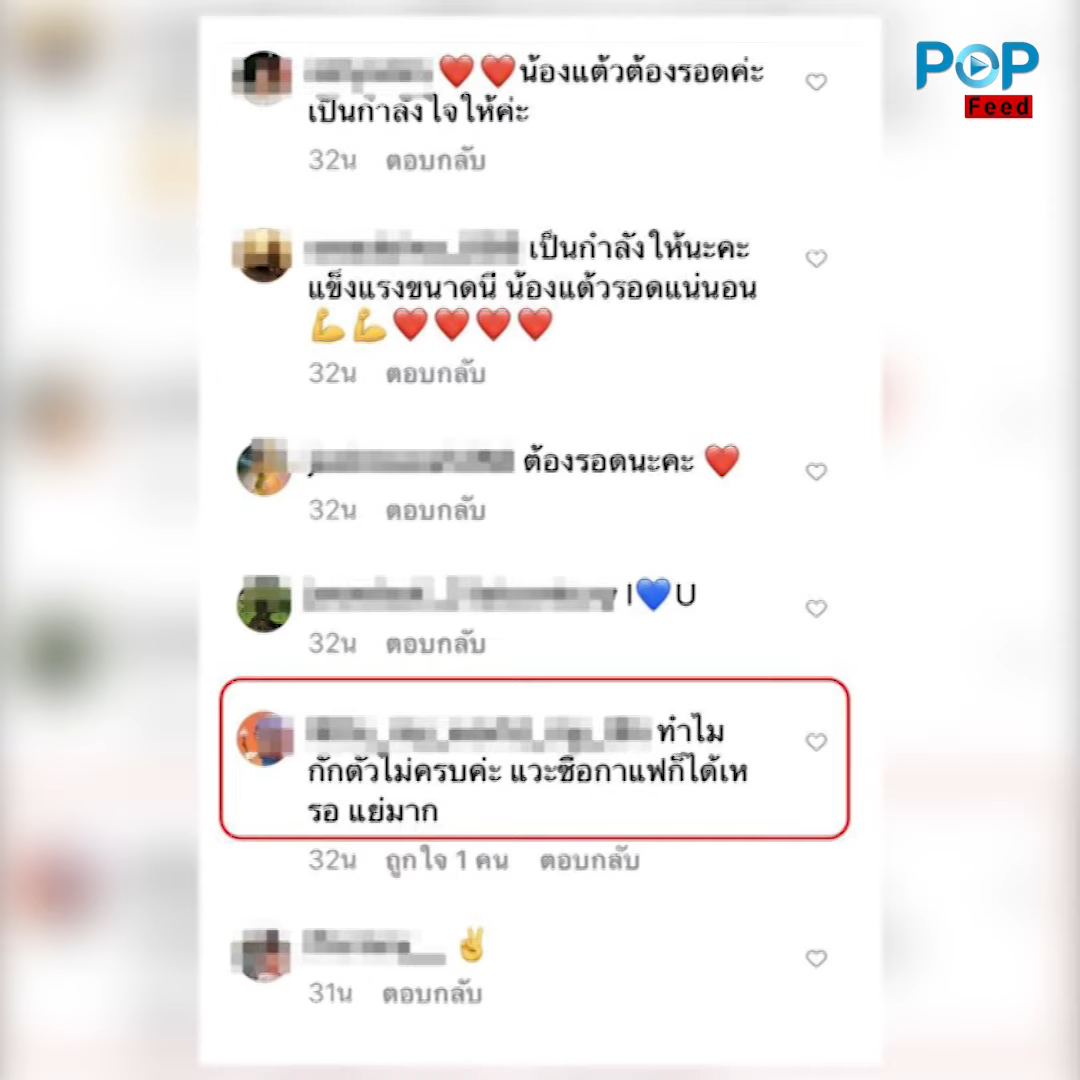 POP
Feed
❤️❤️น้องแต้วต้องรอดค่ะ
เป็นกำลังใจให้ค่ะ
32น ตอบกลับ
เป็นกำลังให้นะคะ
แข็งแรงขนาดนี้ น้องแต้วรอดแน่นอน
💪💪❤️❤️❤️❤️
32น ตอบกลับ
ต้องรอดนะคะ ❤️
32น ตอบกลับ
I💙U
32น ตอบกลับ
ทำไม
กักตัวไม่ครบค่ะ แวะซื้อกาแฟก็ได้เห
รอ แย่มาก
32น ถูกใจ 1 คน ตอบกลับ
✌️
31น ตอบกลับ